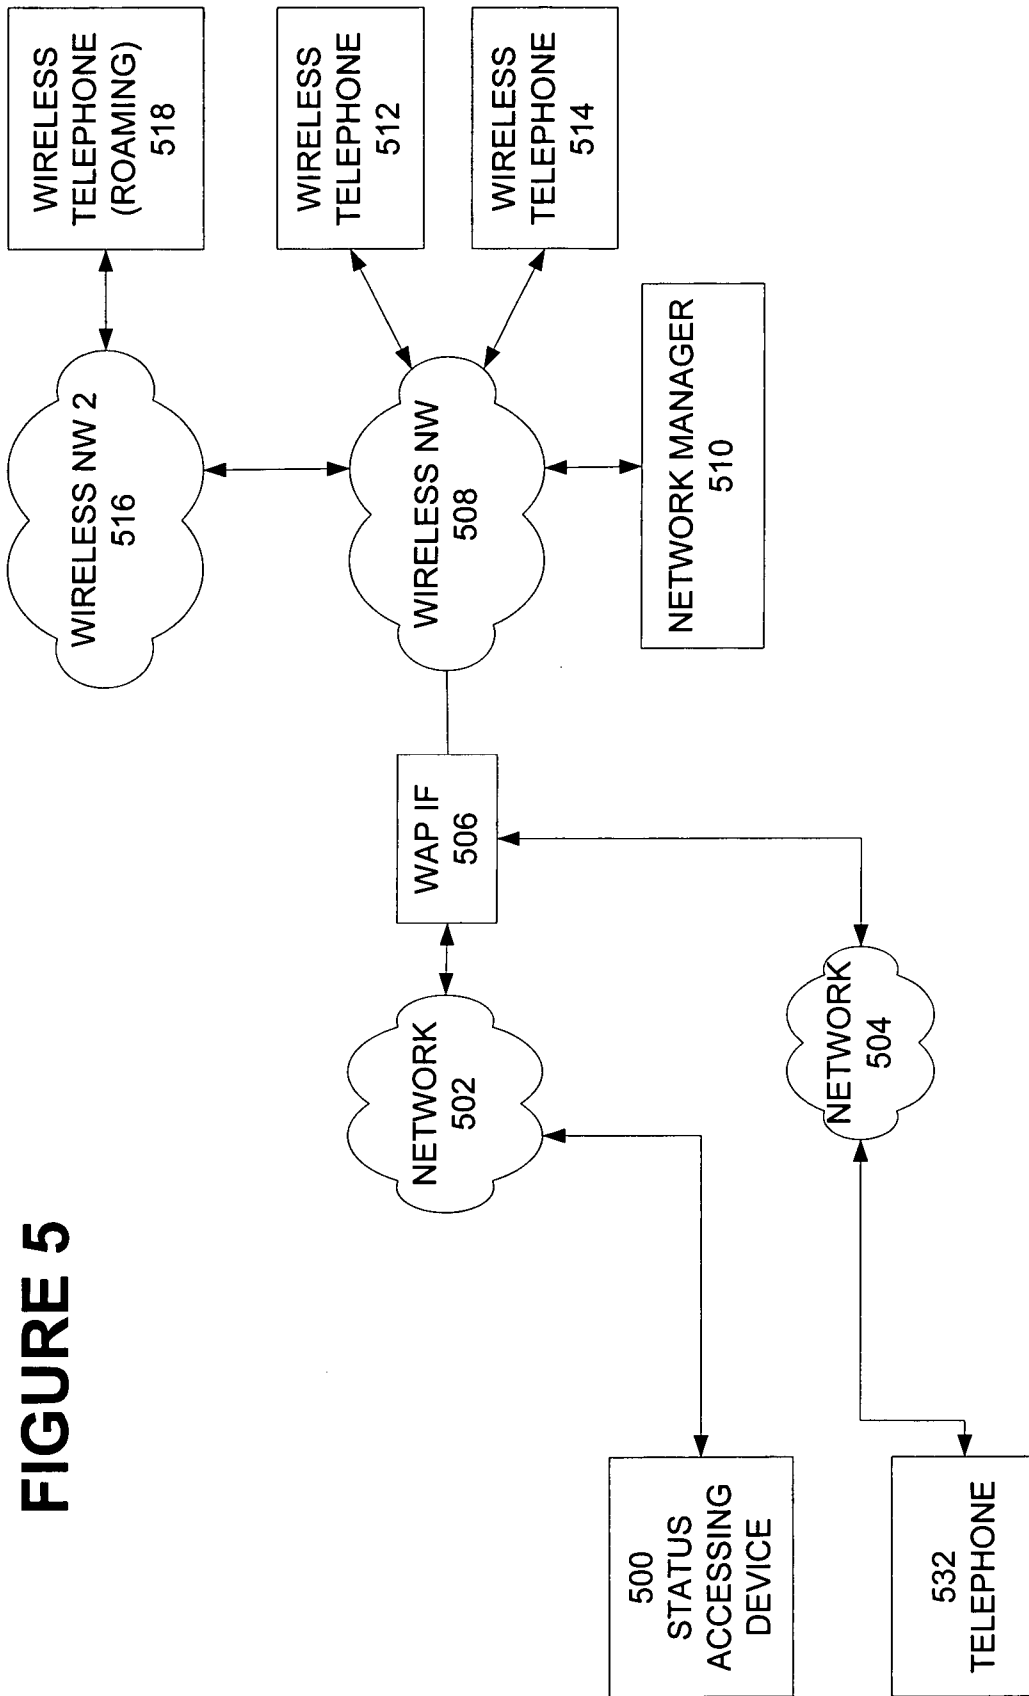 FIGURE 5
500
STATUS
ACCESSING
DEVICE
532
TELEPHONE
NETWORK
502
NETWORK
504
WAP IF
506
WIRELESS NW 2
516
WIRELESS NW
508
NETWORK MANAGER
510
WIRELESS
TELEPHONE
(ROAMING)
518
WIRELESS
TELEPHONE
512
WIRELESS
TELEPHONE
514